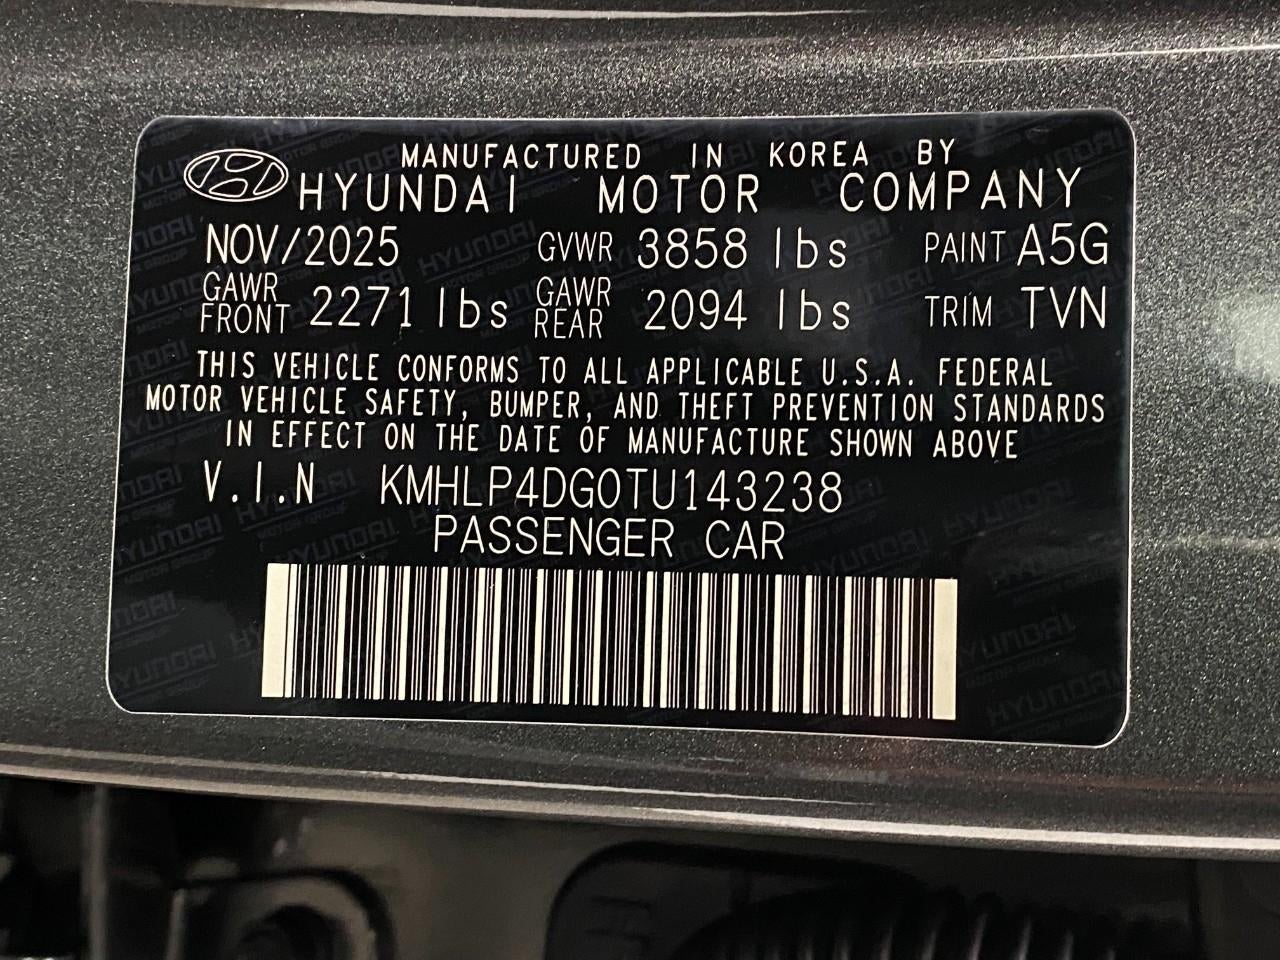 MANUFACTURED IN KOREA BY
HYUNDAI MOTOR COMPANY
NOV/2025 GVWR 3858 lbs PAINT A5G
GAWR FRONT 2271 lbs GAWR REAR 2094 lbs TRIM TVN
THIS VEHICLE CONFORMS TO ALL APPLICABLE U.S.A. FEDERAL
MOTOR VEHICLE SAFETY, BUMPER, AND THEFT PREVENTION STANDARDS
IN EFFECT ON THE DATE OF MANUFACTURE SHOWN ABOVE
V.I.N KMHLP4DG0TU143238
PASSENGER CAR